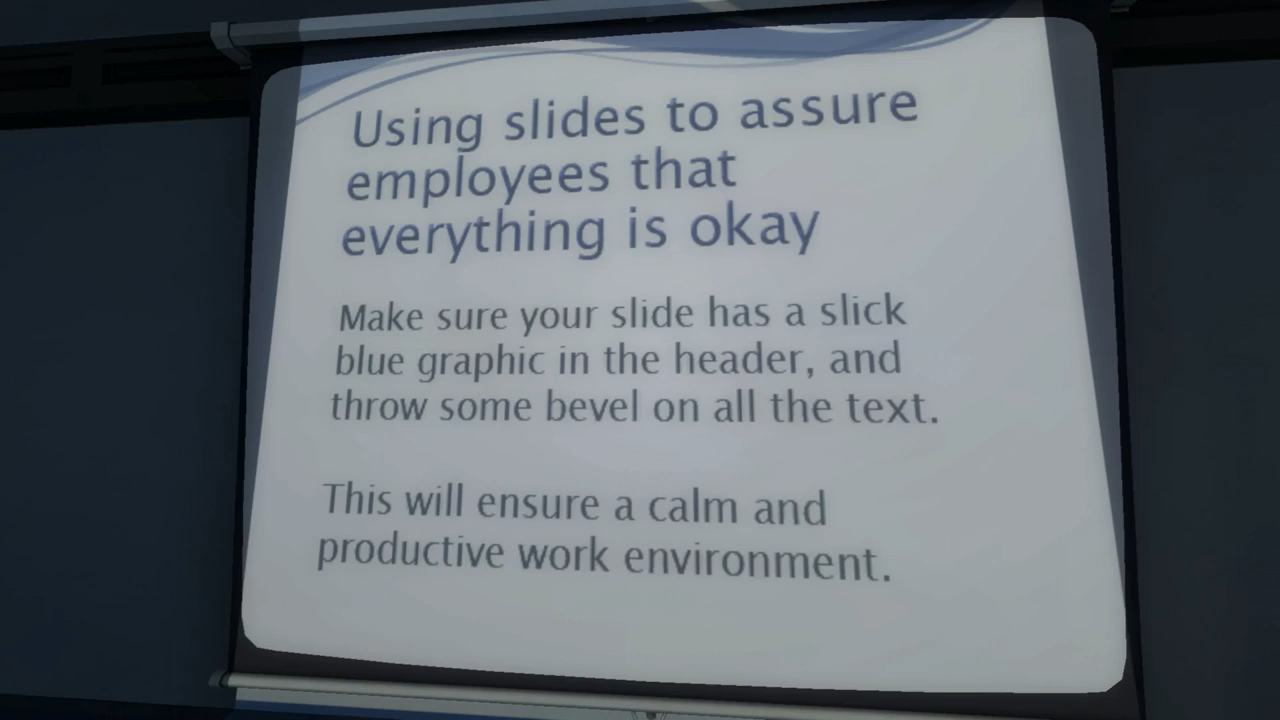 Using slides to assure
employees that
everything is okay
Make sure your slide has a slick
blue graphic in the header, and
throw some bevel on all the text.
This will ensure a calm and
productive work environment.